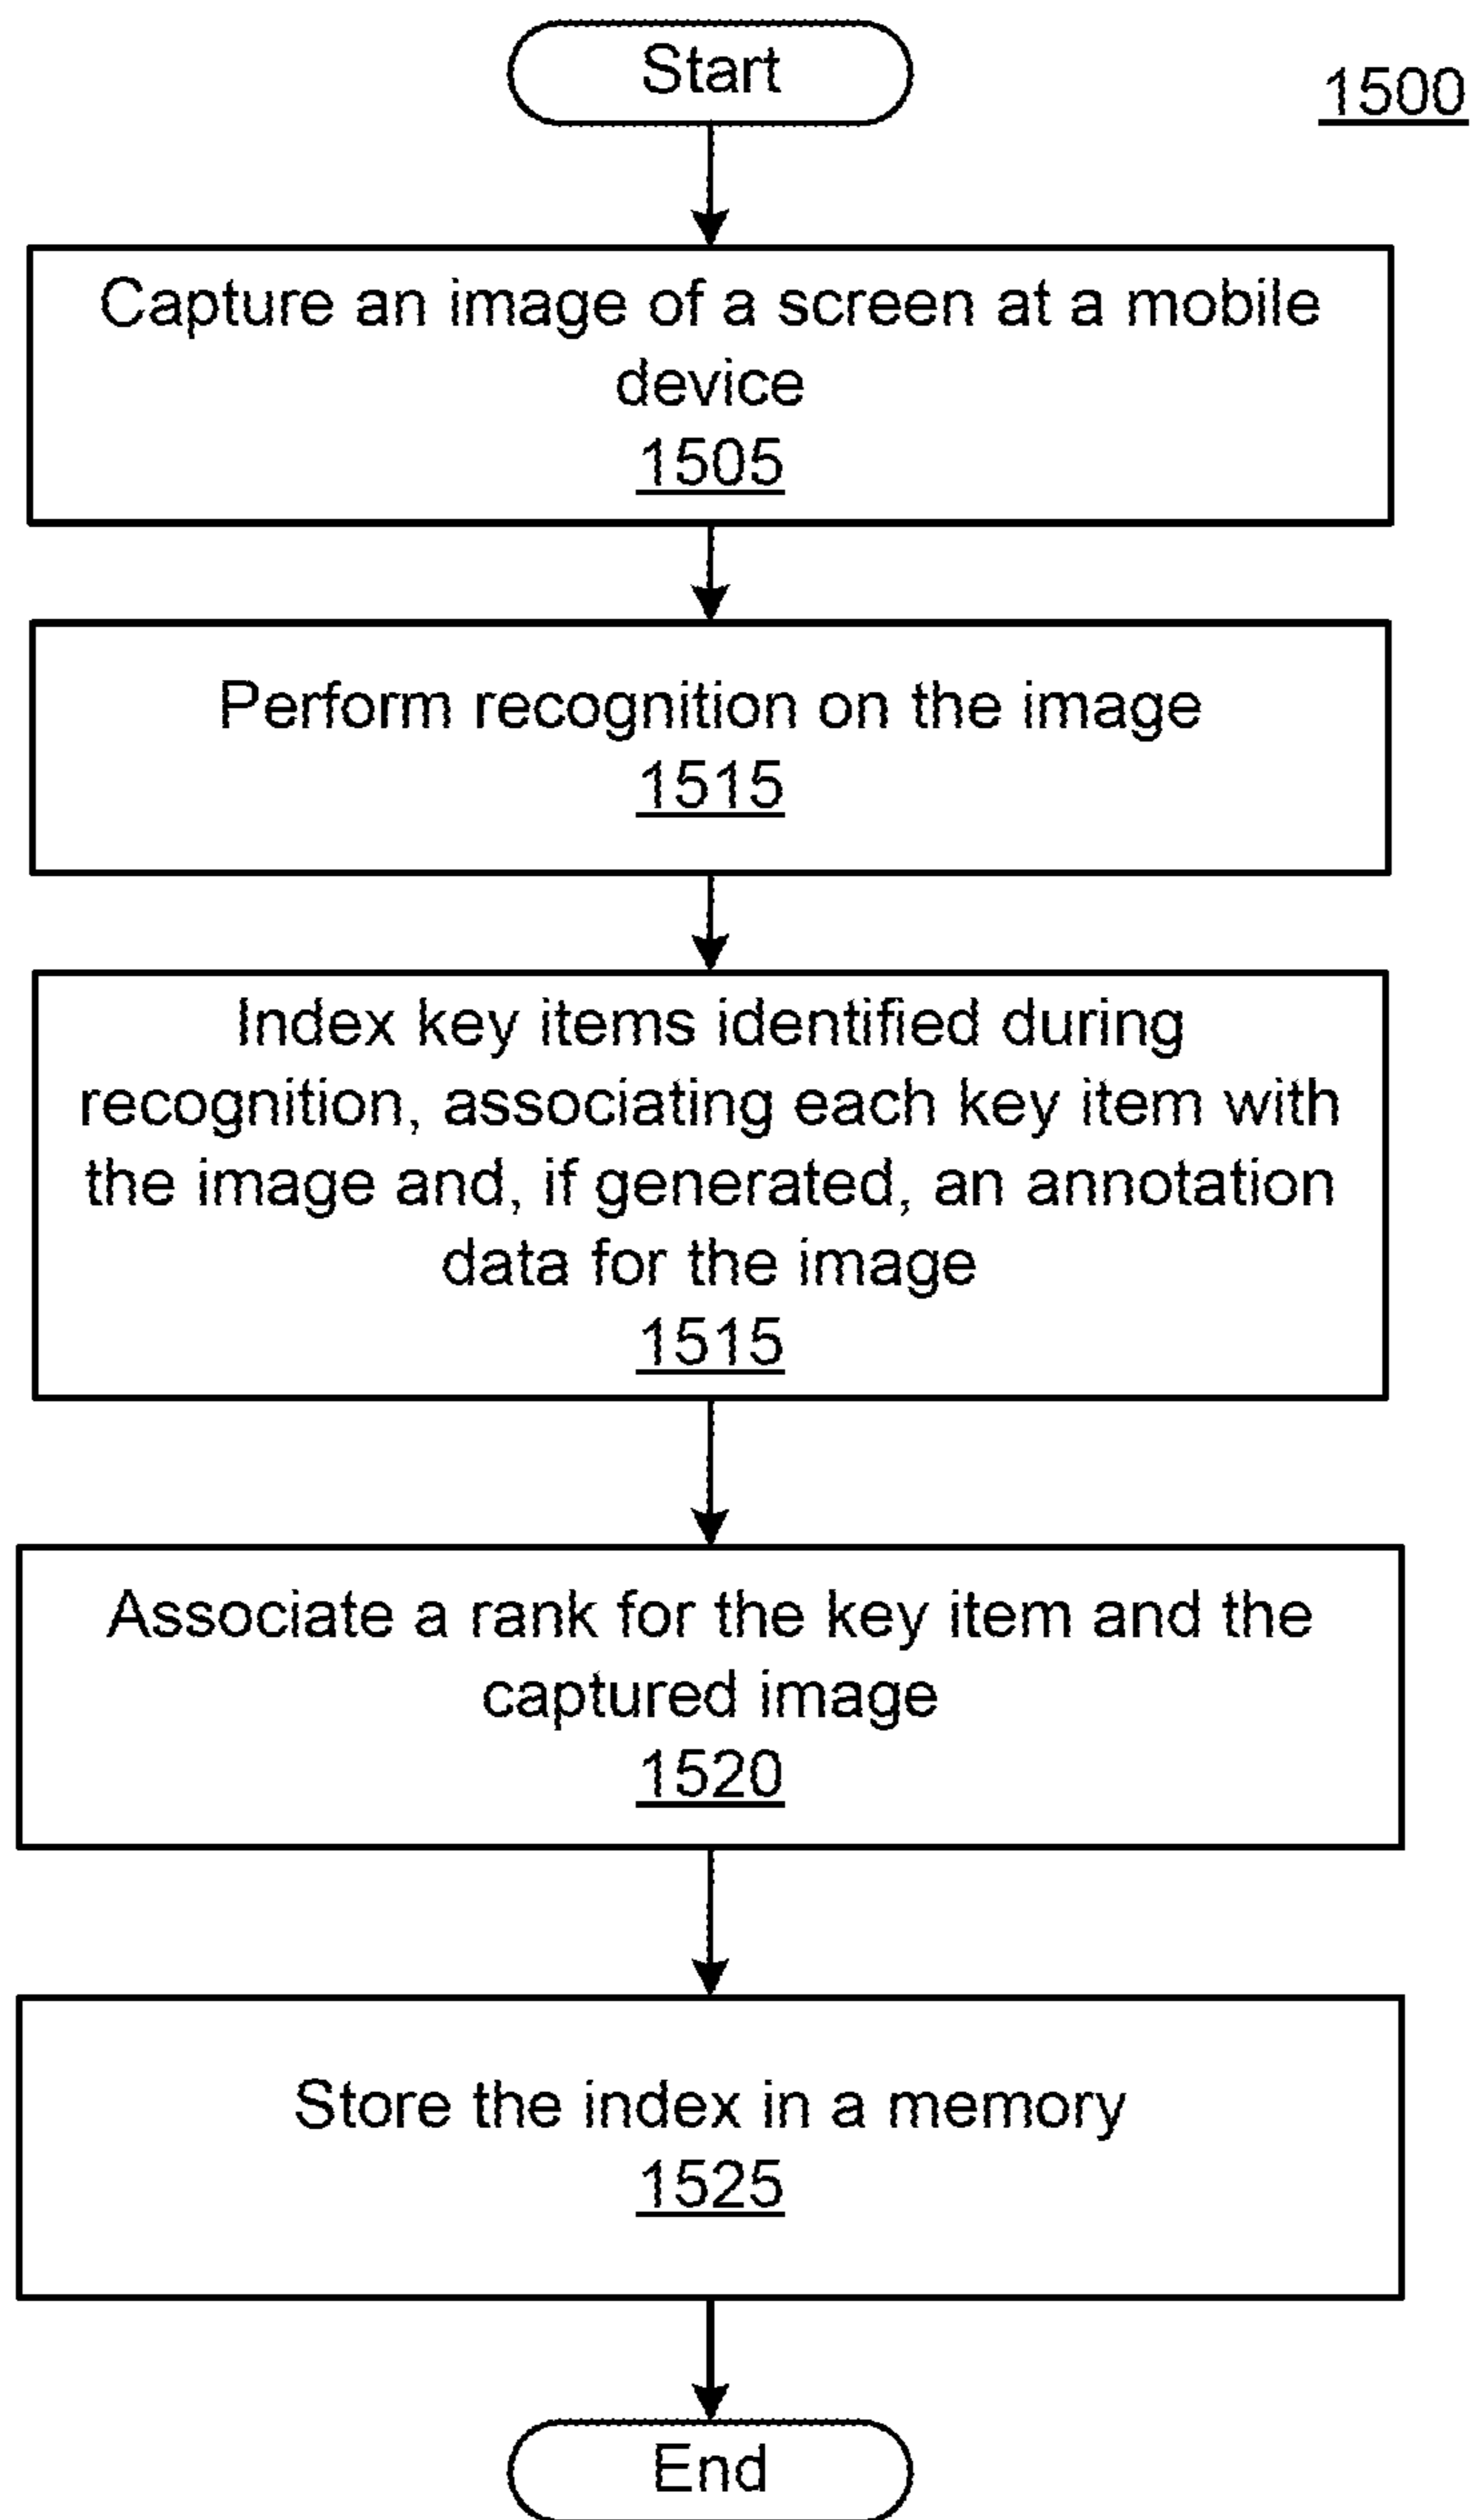 Start
1500
Capture an image of a screen at a mobile
device
1505
Perform recognition on the image
1515
Index key items identified during
recognition, associating each key item with
the image and, if generated, an annotation
data for the image
1515
Associate a rank for the key item and the
captured image
1520
Store the index in a memory
1525
End